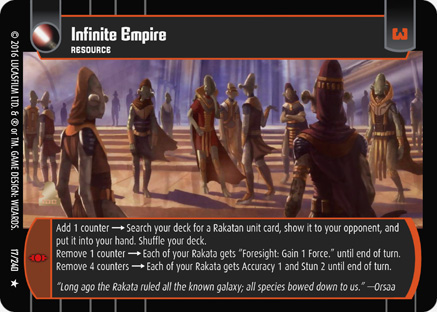 Infinite Empire
RESOURCE
3
© 2016 LUCASFILM LTD. & ® or TM. GAME DESIGN: WIZARDS.
17/240 ★
Add 1 counter → Search your deck for a Rakatan unit card, show it to your opponent, and
put it into your hand. Shuffle your deck.
Remove 1 counter → Each of your Rakata gets "Foresight: Gain 1 Force." until end of turn.
Remove 4 counters → Each of your Rakata gets Accuracy 1 and Stun 2 until end of turn.
"Long ago the Rakata ruled all the known galaxy; all species bowed down to us." —Orsaa